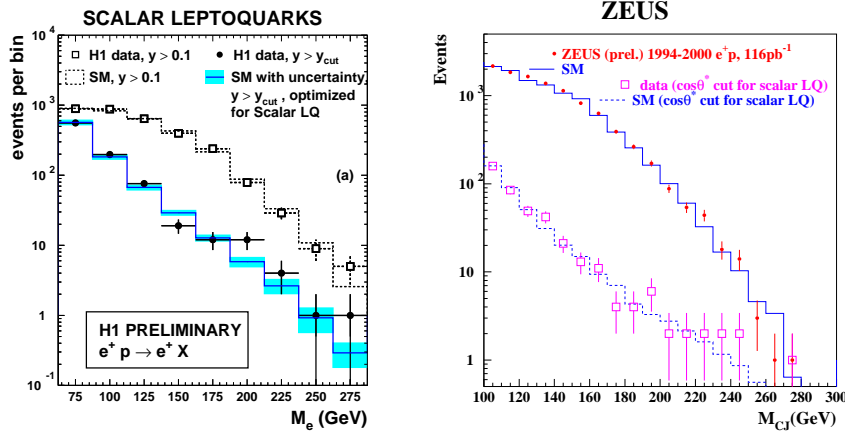 SCALAR LEPTOQUARKS
events per bin
10^4
10^3
10^2
10
1
10^-1
H1 data, y > 0.1
SM, y > 0.1
H1 data, y > y_cut
SM with uncertainty
y > y_cut , optimized
for Scalar LQ
(a)
H1 PRELIMINARY
e^+ p → e^+ X
75 100 125 150 175 200 225 250 275
M_e (GeV)
ZEUS
Events
10^3
10^2
10
1
ZEUS (prel.) 1994-2000 e^+p, 116pb^-1
SM
data (cosθ^* cut for scalar LQ)
SM (cosθ^* cut for scalar LQ)
100 120 140 160 180 200 220 240 260 280 300
M_CJ(GeV)